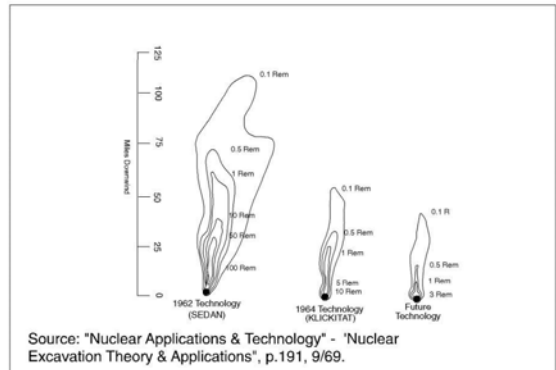 125
100
75
50
25
0
Miles Downwind
0.1 Rem
0.5 Rem
1 Rem
10 Rem
50 Rem
100 Rem
1962 Technology
(SEDAN)
0.1 Rem
0.5 Rem
1 Rem
5 Rem
10 Rem
1964 Technology
(KLICKITAT)
0.1 R
0.5 Rem
1 Rem
3 Rem
Future
Technology
Source: "Nuclear Applications & Technology" - 'Nuclear
Excavation Theory & Applications", p.191, 9/69.